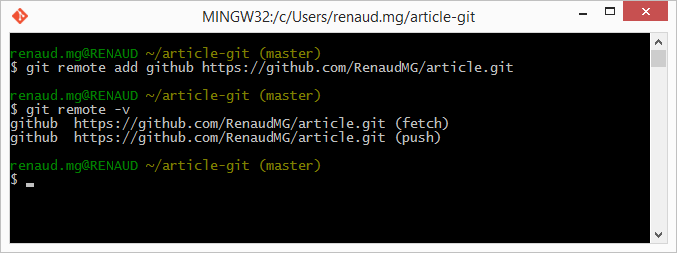 MINGW32:/c/Users/renaud.mg/article-git
renaud.mg@RENAUD ~/article-git (master)
$ git remote add github https://github.com/RenaudMG/article.git
renaud.mg@RENAUD ~/article-git (master)
$ git remote -v
github  https://github.com/RenaudMG/article.git (fetch)
github  https://github.com/RenaudMG/article.git (push)
renaud.mg@RENAUD ~/article-git (master)
$